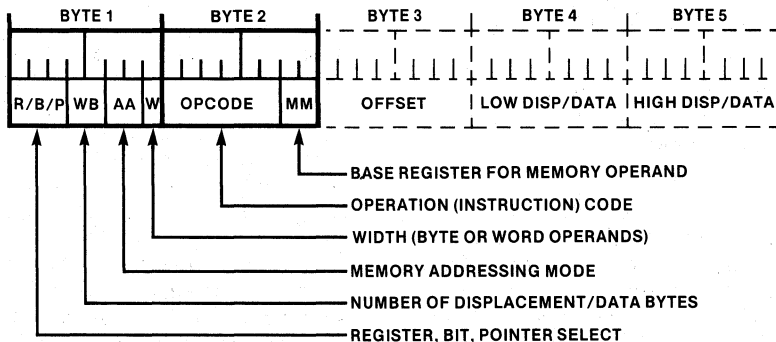 BYTE 1 BYTE 2 BYTE 3 BYTE 4 BYTE 5
R/B/P WB AA W OPCODE MM OFFSET LOW DISP/DATA HIGH DISP/DATA
BASE REGISTER FOR MEMORY OPERAND
OPERATION (INSTRUCTION) CODE
WIDTH (BYTE OR WORD OPERANDS)
MEMORY ADDRESSING MODE
NUMBER OF DISPLACEMENT/DATA BYTES
REGISTER, BIT, POINTER SELECT